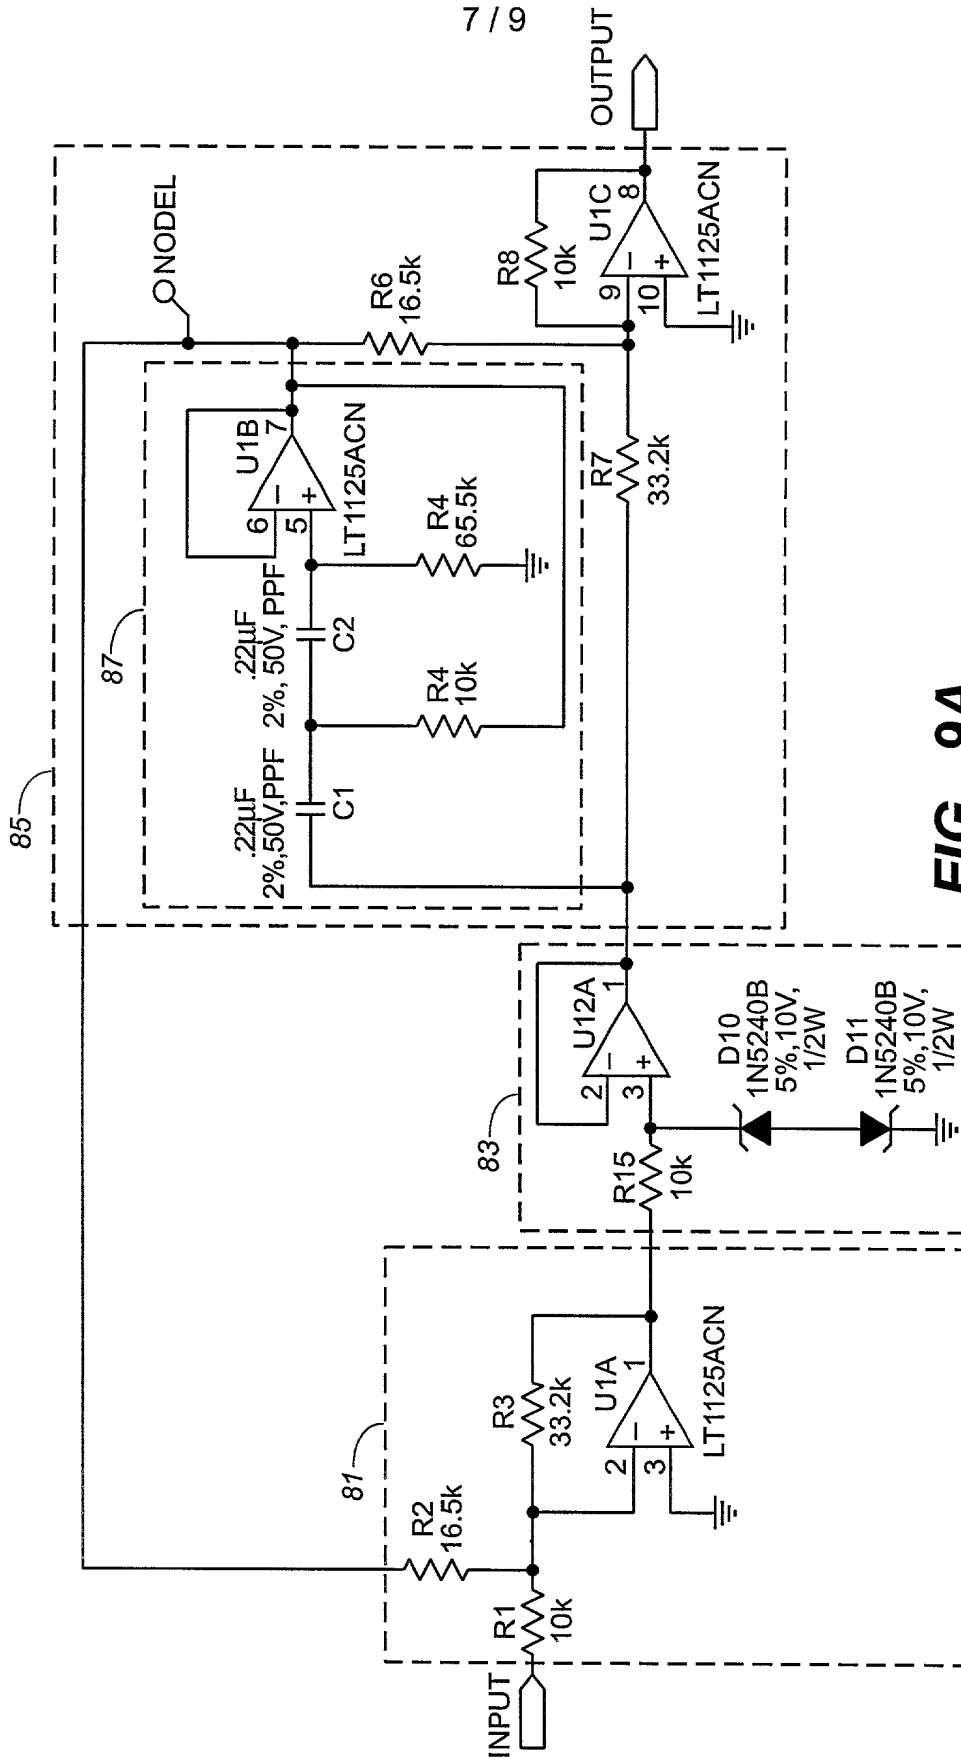 7 / 9
85
87
NODEL
OUTPUT
.22µF
2%,50V,PPF
C1
.22µF
2%, 50V, PPF
C2
R4
10k
R4
65.5k
6
5
−
+
U1B
7
LT1125ACN
R6
16.5k
R7
33.2k
R8
10k
9
10
−
+
U1C
8
LT1125ACN
83
R15
10k
2
3
−
+
U12A
1
D10
1N5240B
5%,10V,
1/2W
D11
1N5240B
5%,10V,
1/2W
81
INPUT
R1
10k
R2
16.5k
R3
33.2k
2
3
−
+
U1A
1
LT1125ACN
FIG._9A